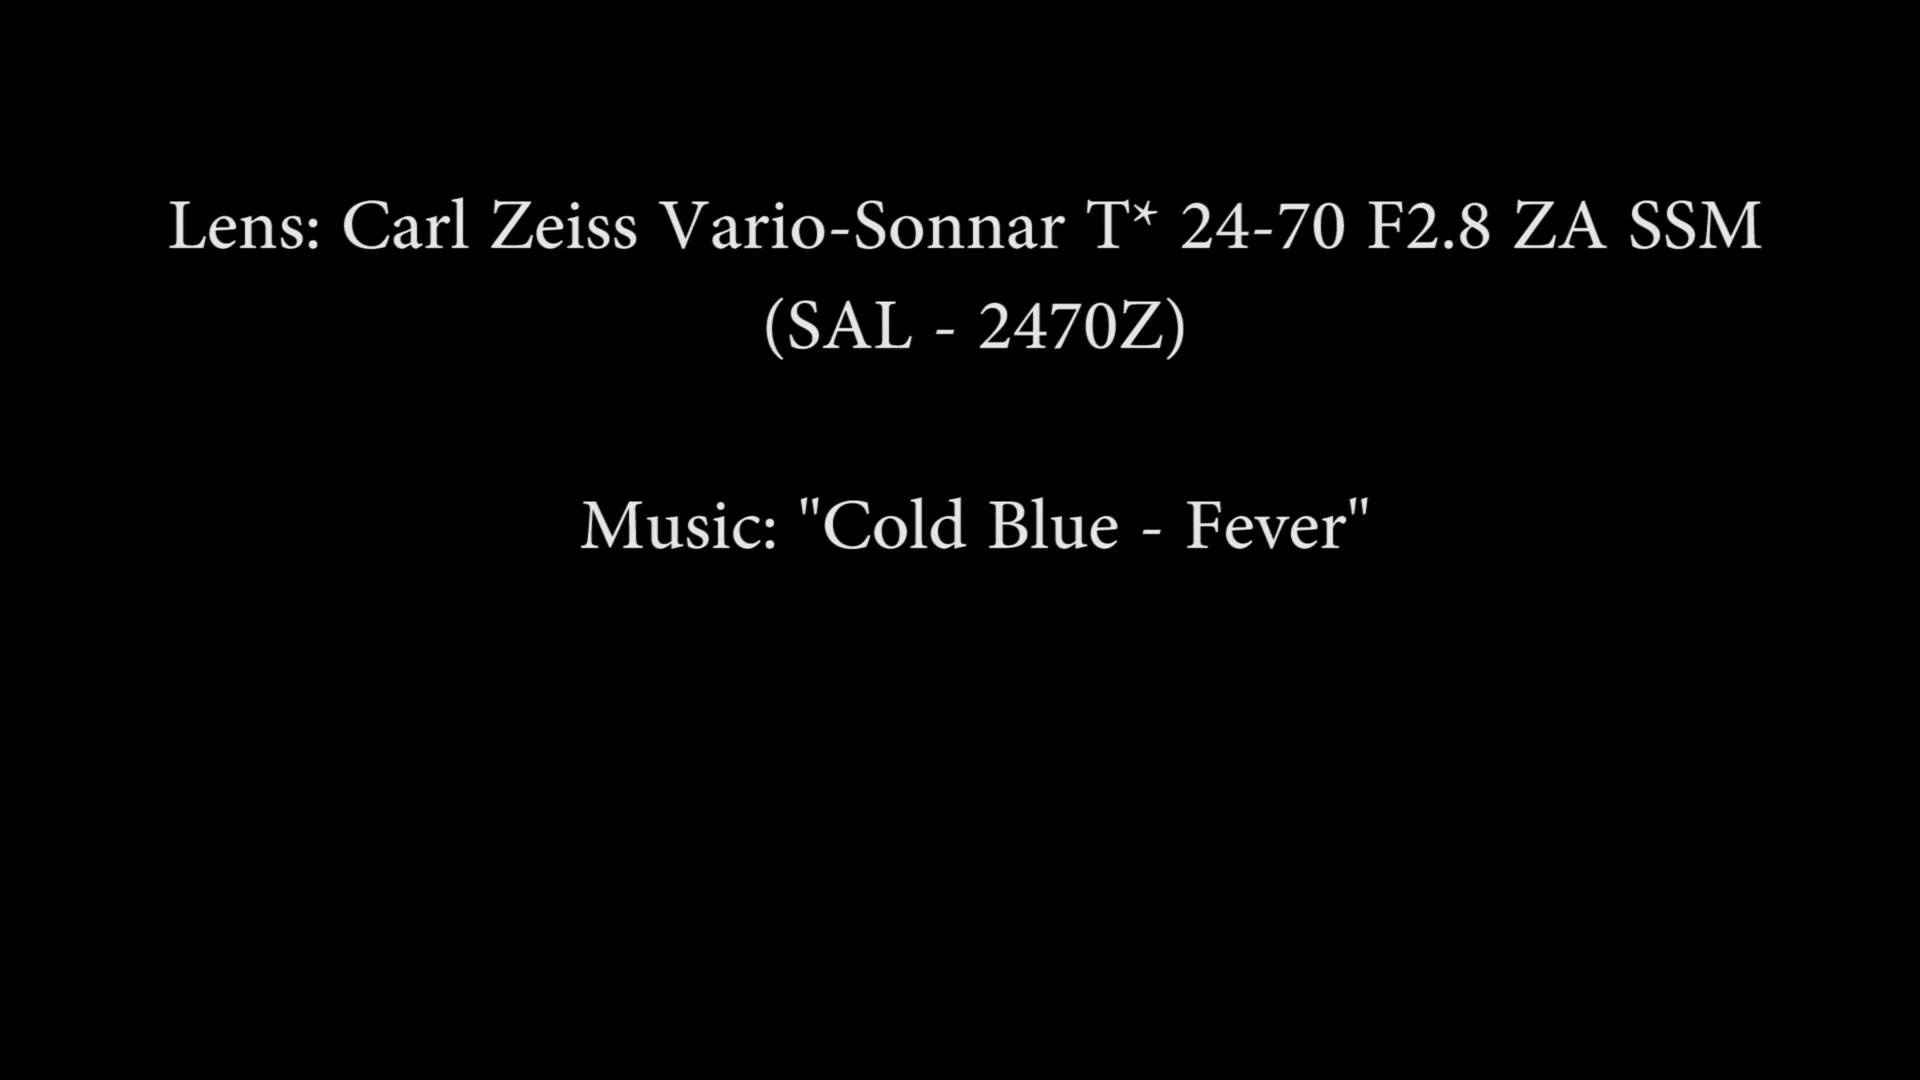 Lens: Carl Zeiss Vario-Sonnar T* 24-70 F2.8 ZA SSM
(SAL - 2470Z)
Music: "Cold Blue - Fever"